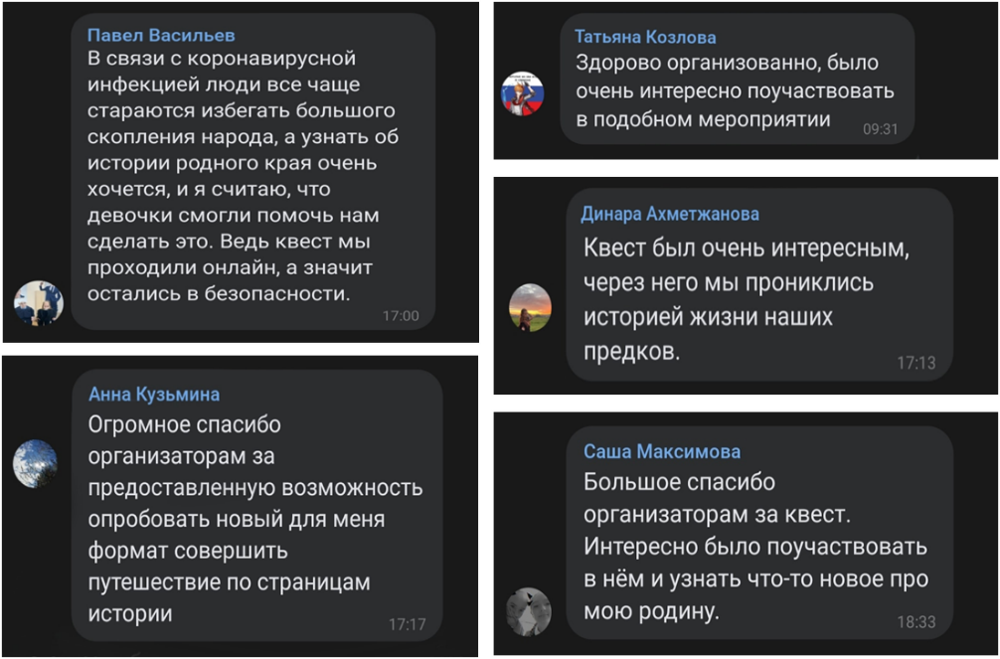 Павел Васильев
В связи с коронавирусной
инфекцией люди все чаще
стараются избегать большого
скопления народа, а узнать об
истории родного края очень
хочется, и я считаю, что
девочки смогли помочь нам
сделать это. Ведь квест мы
проходили онлайн, а значит
остались в безопасности.
17:00
Анна Кузьмина
Огромное спасибо
организаторам за
предоставленную возможность
опробовать новый для меня
формат совершить
путешествие по страницам
истории
17:17
Татьяна Козлова
Здорово организованно, было
очень интересно поучаствовать
в подобном мероприятии
09:31
Динара Ахметжанова
Квест был очень интересным,
через него мы прониклись
историей жизни наших
предков.
17:13
Саша Максимова
Большое спасибо
организаторам за квест.
Интересно было поучаствовать
в нём и узнать что-то новое про
мою родину.
18:33